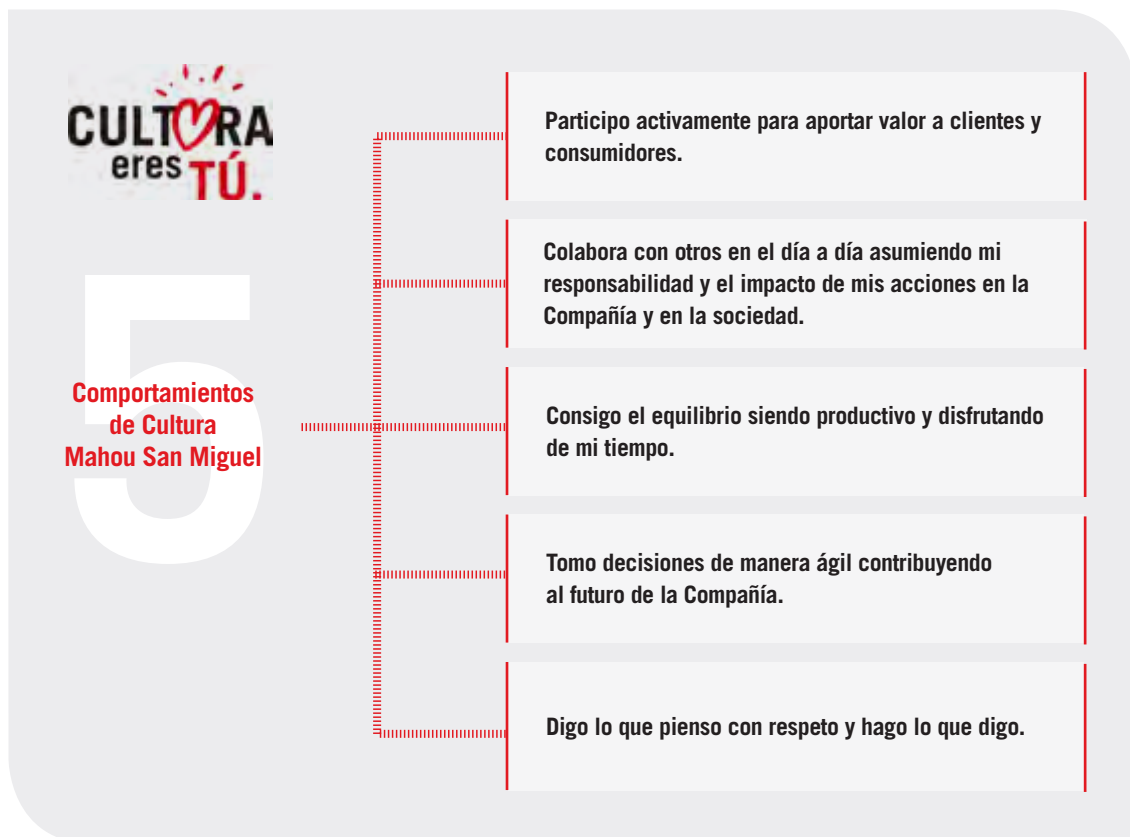 CULTURA
eres TÚ.
5
Comportamientos
de Cultura
Mahou San Miguel
Participo activamente para aportar valor a clientes y
consumidores.
Colabora con otros en el día a día asumiendo mi
responsabilidad y el impacto de mis acciones en la
Compañía y en la sociedad.
Consigo el equilibrio siendo productivo y disfrutando
de mi tiempo.
Tomo decisiones de manera ágil contribuyendo
al futuro de la Compañía.
Digo lo que pienso con respeto y hago lo que digo.